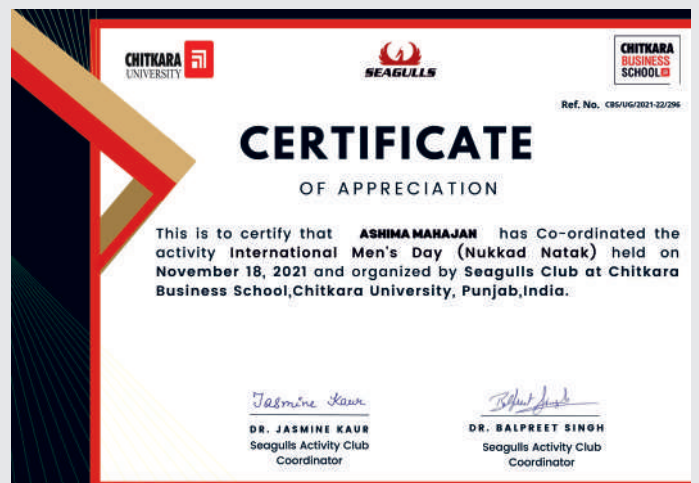 CHITKARA
UNIVERSITY
SEAGULLS
CHITKARA
BUSINESS
SCHOOL
Ref. No. CBS/UG/2021-22/296
CERTIFICATE
OF APPRECIATION
This is to certify that ASHIMA MAHAJAN has Co-ordinated the
activity International Men's Day (Nukkad Natak) held on
November 18, 2021 and organized by Seagulls Club at Chitkara
Business School,Chitkara University, Punjab,India.
Jasmine Kaur
DR. JASMINE KAUR
Seagulls Activity Club
Coordinator
Balpreet Singh
DR. BALPREET SINGH
Seagulls Activity Club
Coordinator